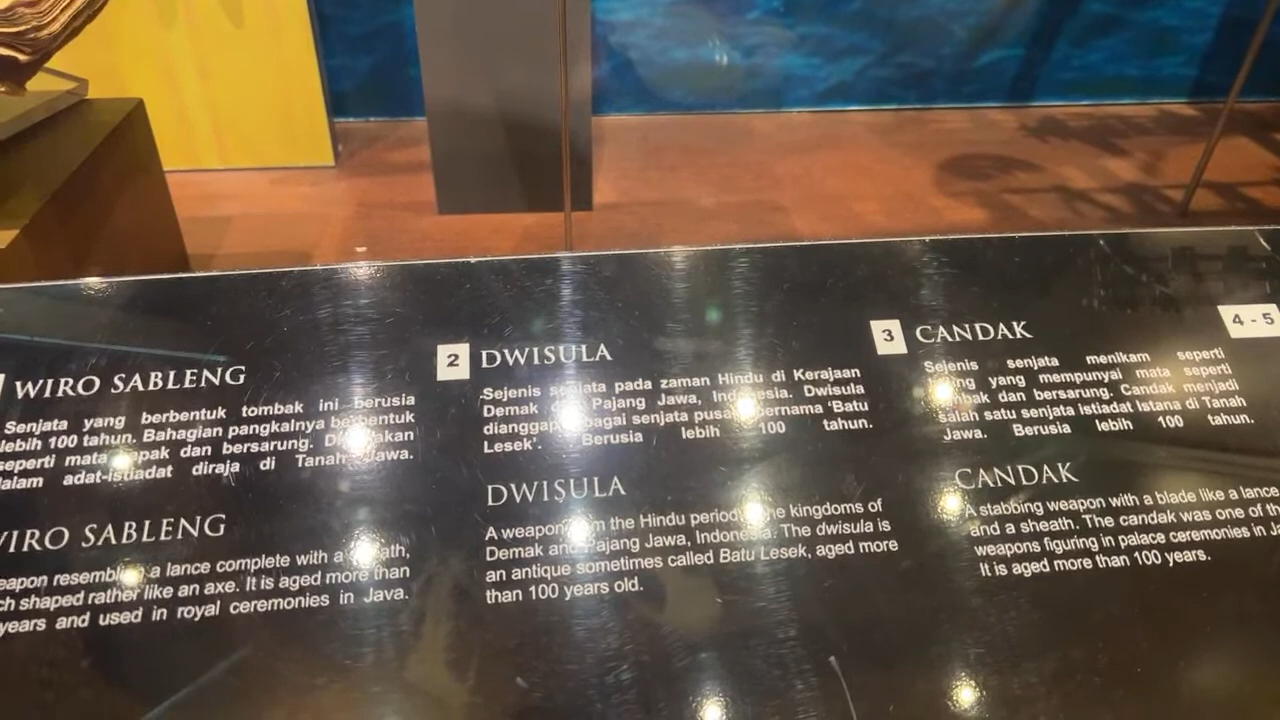 WIRO SABLENG
Senjata yang berbentuk tombak ini berusia
lebih 100 tahun. Bahagian pangkalnya berbentuk
seperti mata kapak dan bersarung.
dalam adat-istiadat diraja di Tanah Jawa.
WIRO SABLENG
weapon resembling a lance complete with a
shaped rather like an axe. It is aged more than
years and used in royal ceremonies in Java.
2
DWISULA
Sejenis senjata pada zaman Hindu di Kerajaan
Demak Pajang Jawa, Indonesia. Dwisula
dianggap sebagai senjata pusaka bernama ‘Batu
Lesek’. Berusia lebih 100 tahun.
DWISULA
A weapon from the Hindu period the kingdoms of
Demak and Pajang Jawa, Indonesia. The dwisula is
an antique sometimes called Batu Lesek, aged more
than 100 years old.
3
CANDAK
Sejenis senjata menikam seperti
yang mempunyai mata seperti
tombak dan bersarung. Candak menjadi
salah satu senjata istiadat Istana di Tanah
Jawa. Berusia lebih 100 tahun.
CANDAK
A stabbing weapon with a blade like a lance
and a sheath. The candak was one of the
weapons figuring in palace ceremonies in
It is aged more than 100 years.
4 - 5